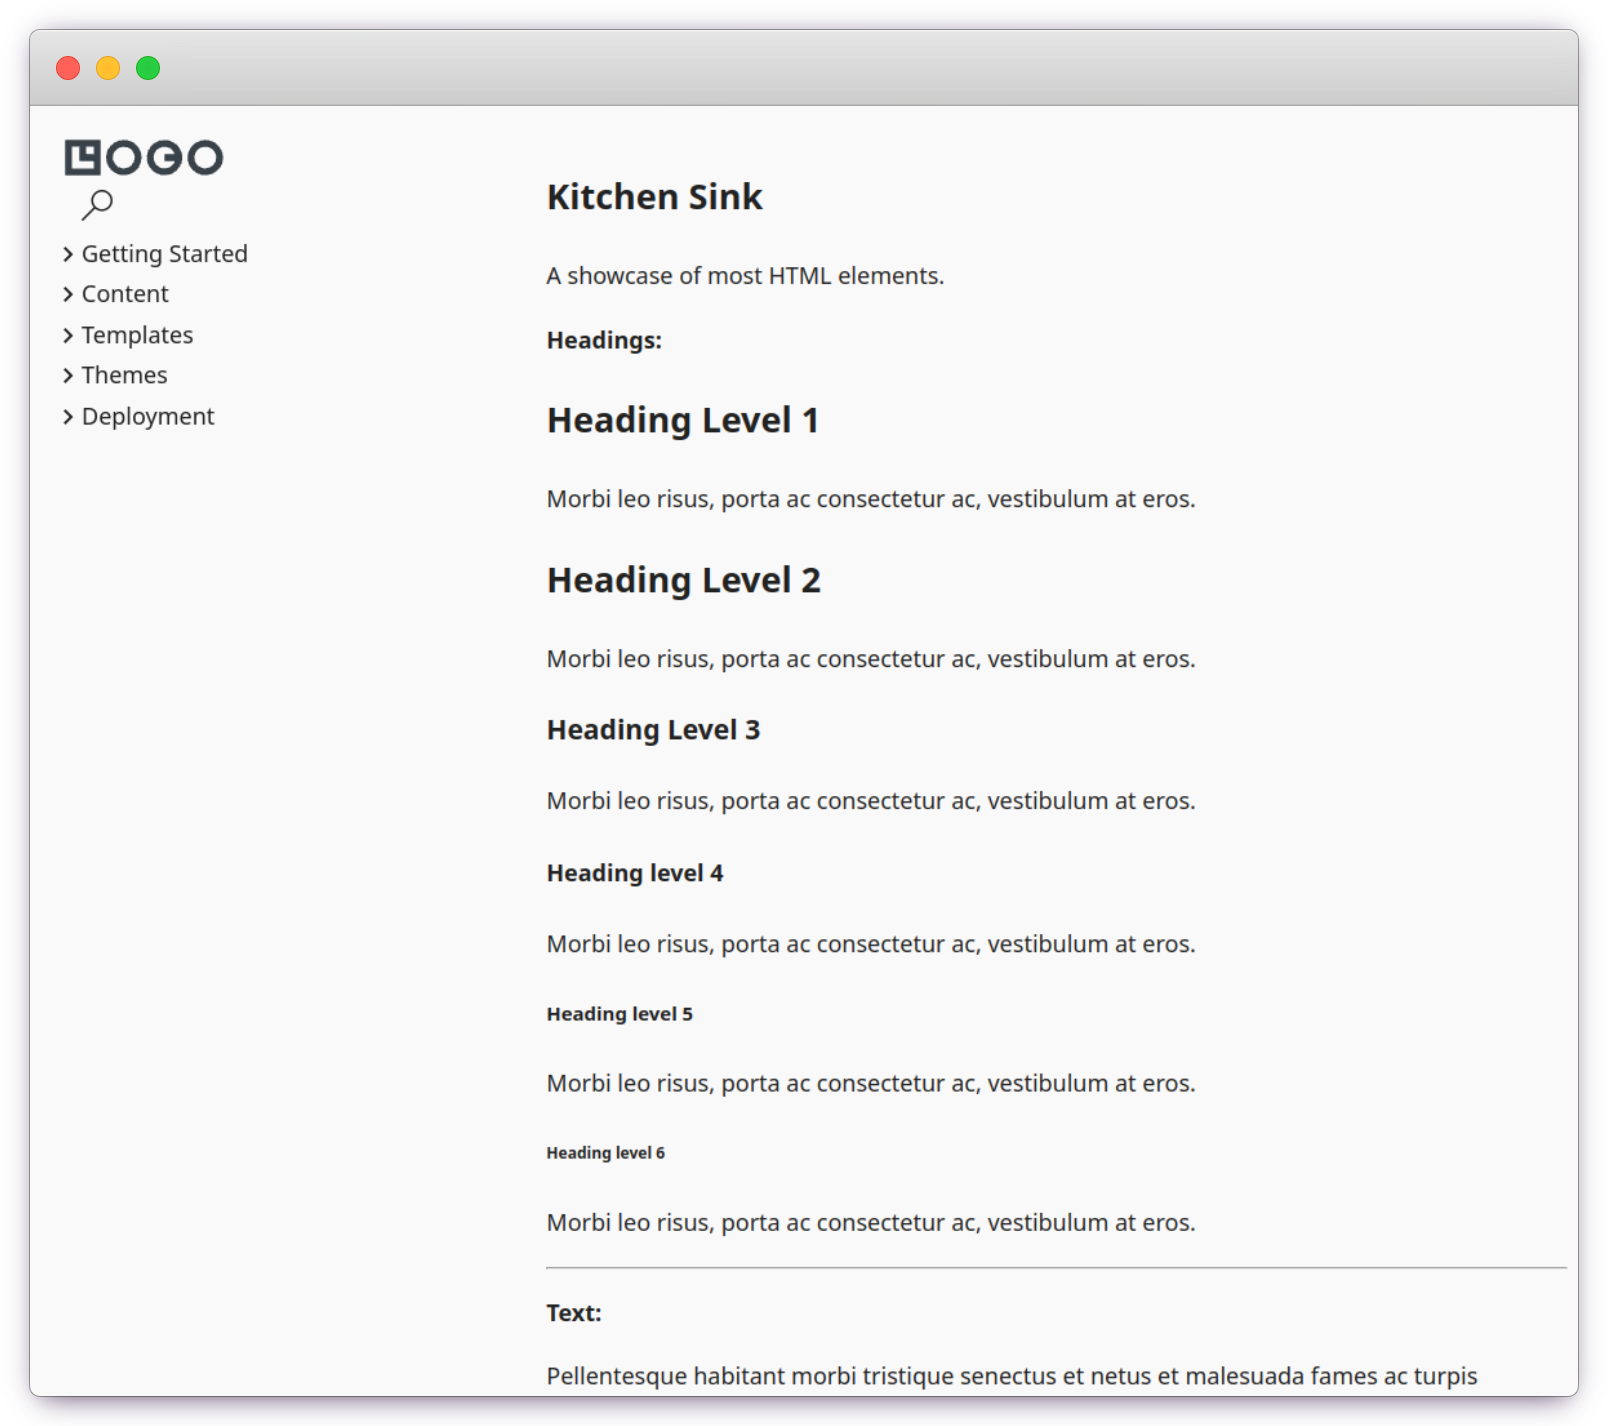 LOGO
Getting Started
Content
Templates
Themes
Deployment
Kitchen Sink
A showcase of most HTML elements.
Headings:
Heading Level 1
Morbi leo risus, porta ac consectetur ac, vestibulum at eros.
Heading Level 2
Morbi leo risus, porta ac consectetur ac, vestibulum at eros.
Heading Level 3
Morbi leo risus, porta ac consectetur ac, vestibulum at eros.
Heading level 4
Morbi leo risus, porta ac consectetur ac, vestibulum at eros.
Heading level 5
Morbi leo risus, porta ac consectetur ac, vestibulum at eros.
Heading level 6
Morbi leo risus, porta ac consectetur ac, vestibulum at eros.
Text:
Pellentesque habitant morbi tristique senectus et netus et malesuada fames ac turpis